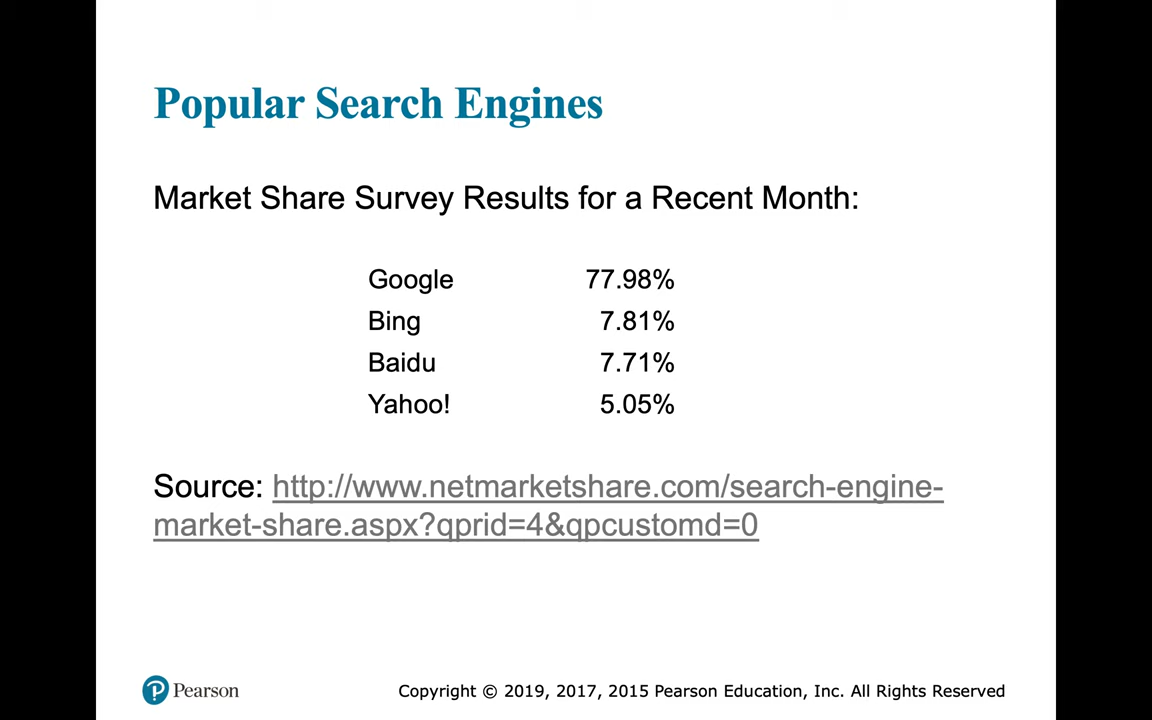 Popular Search Engines
Market Share Survey Results for a Recent Month:
Google 77.98%
Bing 7.81%
Baidu 7.71%
Yahoo! 5.05%
Source: http://www.netmarketshare.com/search-engine-
market-share.aspx?qprid=4&qpcustomd=0
Pearson
Copyright © 2019, 2017, 2015 Pearson Education, Inc. All Rights Reserved